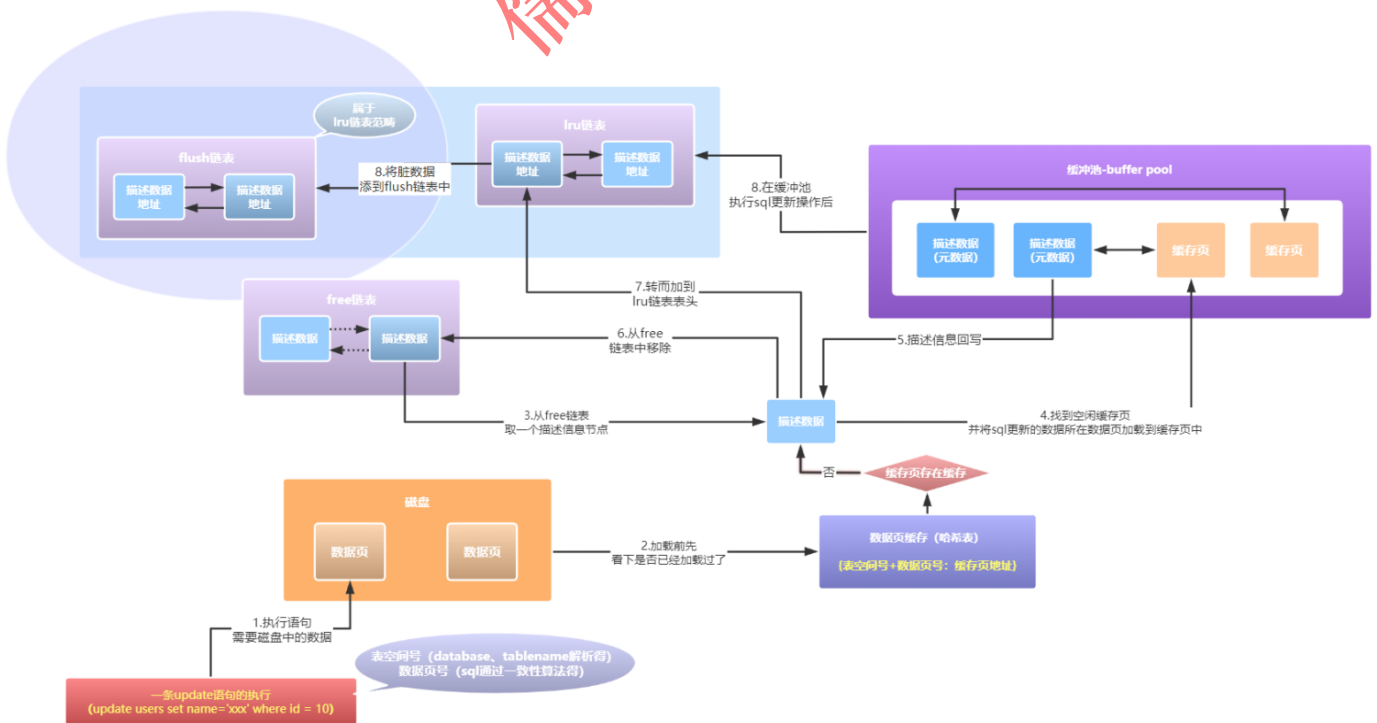 儒
属于
lru链表范畴
flush链表
描述数据
地址
描述数据
地址
8.将脏数据
添到flush链表中
lru链表
描述数据
地址
描述数据
地址
8.在缓冲池
执行sql更新操作后
缓冲池-buffer pool
描述数据
(元数据)
描述数据
(元数据)
缓存页
缓存页
free链表
描述数据
描述数据
7.转而加到
lru链表表头
6.从free
链表中移除
5.描述信息回写
3.从free链表
取一个描述信息节点
描述数据
4.找到空闲缓存页
并将sql更新的数据所在数据页加载到缓存页中
否
缓存页存在缓存
磁盘
数据页
数据页
2.加载前先
看下是否已经加载过了
数据页缓存（哈希表）
{表空间号+数据页号：缓存页地址}
1.执行语句
需要磁盘中的数据
表空间号（database、tablename解析得）
数据页号（sql通过一致性算法得）
一条update语句的执行
(update users set name='xxx' where id = 10)